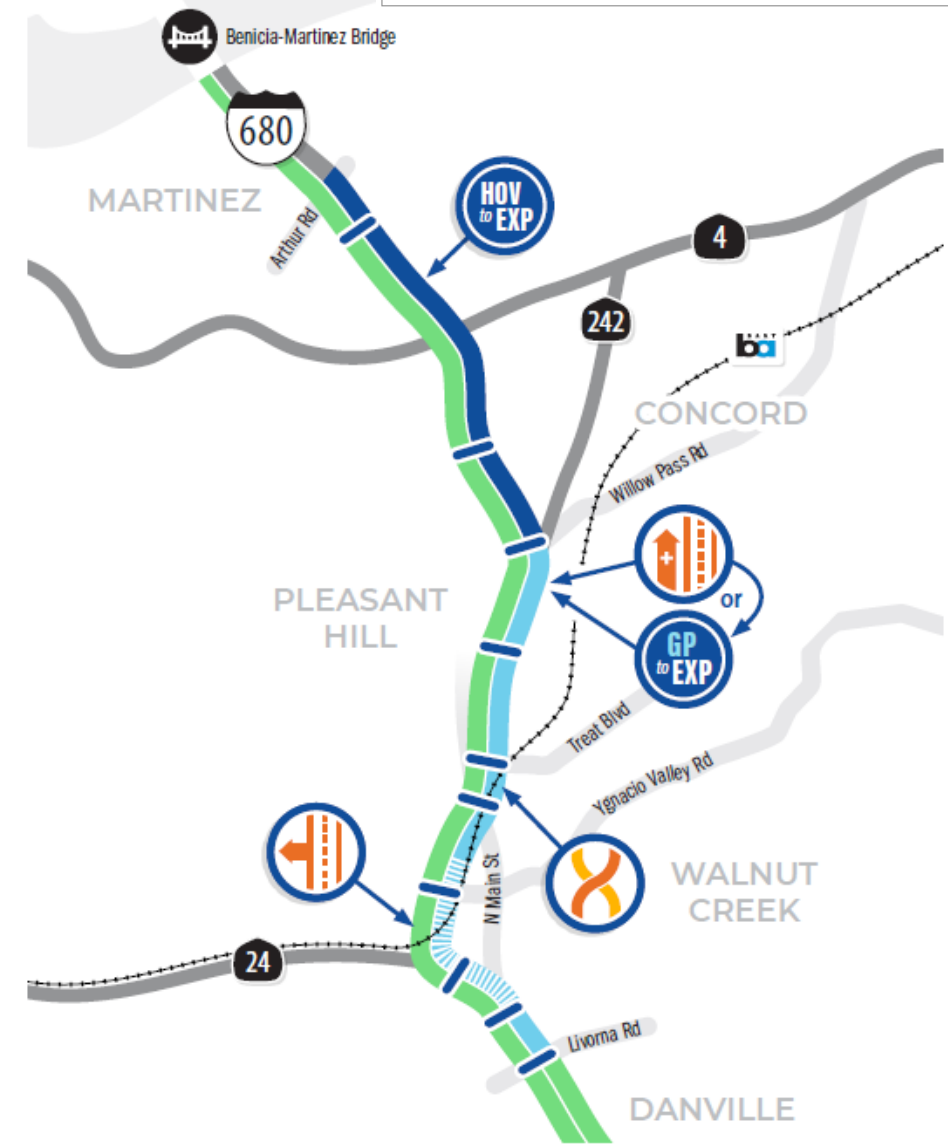 Benicia-Martinez Bridge
680
MARTINEZ
Arthur Rd
HOV
to EXP
4
242
ba
CONCORD
Willow Pass Rd
PLEASANT
HILL
+
or
GP
to EXP
Treat Blvd
Ygnacio Valley Rd
N Main St
WALNUT
CREEK
24
Livorna Rd
DANVILLE